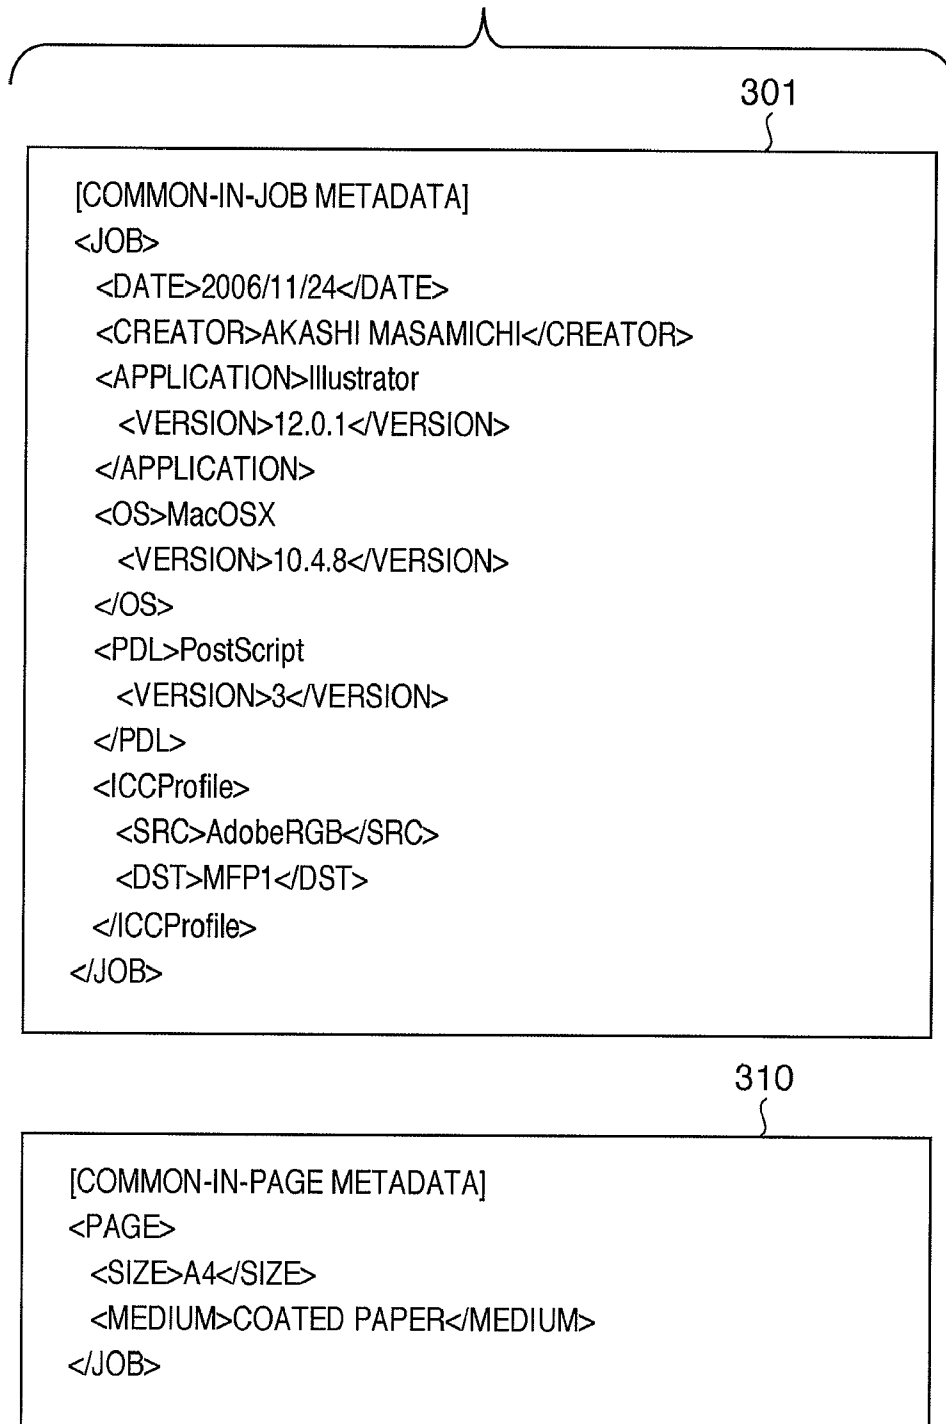 301
[COMMON-IN-JOB METADATA]
<JOB>
<DATE>2006/11/24</DATE>
<CREATOR>AKASHI MASAMICHI</CREATOR>
<APPLICATION>Illustrator
<VERSION>12.0.1</VERSION>
</APPLICATION>
<OS>MacOSX
<VERSION>10.4.8</VERSION>
</OS>
<PDL>PostScript
<VERSION>3</VERSION>
</PDL>
<ICCProfile>
<SRC>AdobeRGB</SRC>
<DST>MFP1</DST>
</ICCProfile>
</JOB>
310
[COMMON-IN-PAGE METADATA]
<PAGE>
<SIZE>A4</SIZE>
<MEDIUM>COATED PAPER</MEDIUM>
</JOB>